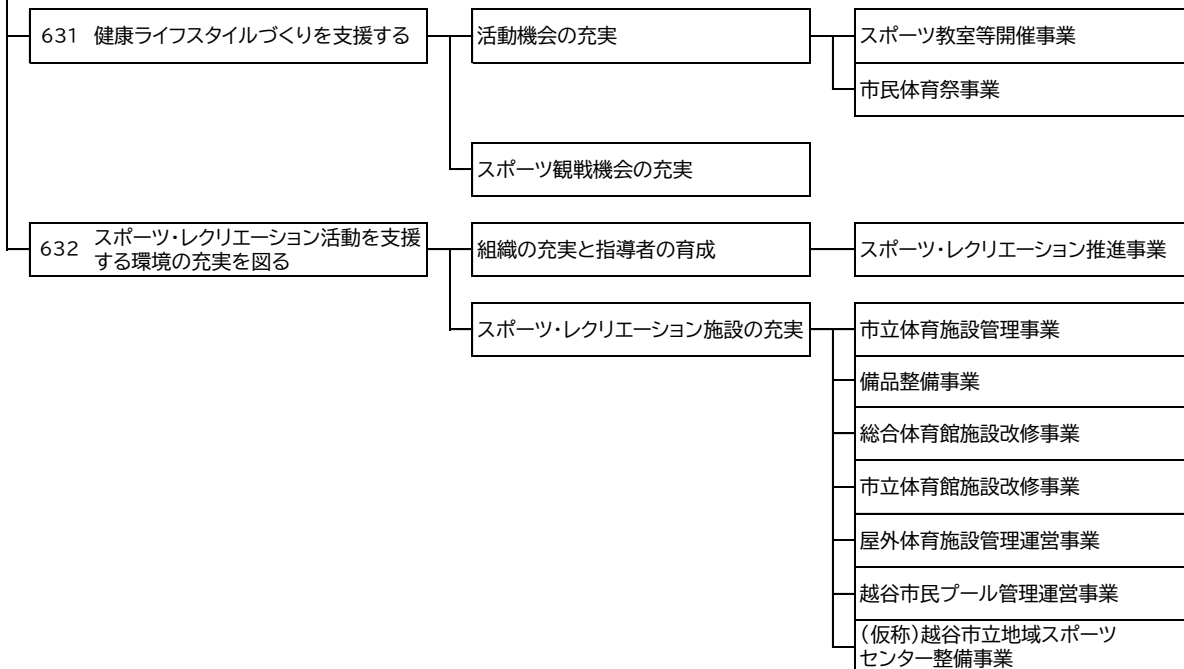 631 健康ライフスタイルづくりを支援する
活動機会の充実
スポーツ教室等開催事業
市民体育祭事業
スポーツ観戦機会の充実
632 スポーツ・レクリエーション活動を支援
する環境の充実を図る
組織の充実と指導者の育成
スポーツ・レクリエーション推進事業
スポーツ・レクリエーション施設の充実
市立体育施設管理事業
備品整備事業
総合体育館施設改修事業
市立体育館施設改修事業
屋外体育施設管理運営事業
越谷市民プール管理運営事業
(仮称)越谷市立地域スポーツ
センター整備事業